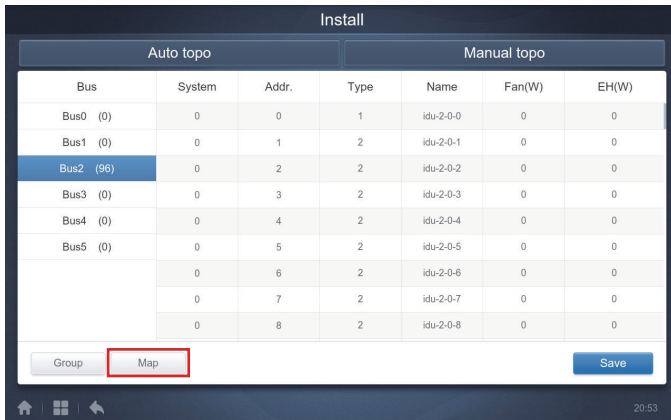 Install
Auto topo Manual topo
Bus System Addr. Type Name Fan(W) EH(W)
Bus0 (0) 0 0 1 idu-2-0-0 0 0
Bus1 (0) 0 1 2 idu-2-0-1 0 0
Bus2 (96) 0 2 2 idu-2-0-2 0 0
Bus3 (0) 0 3 2 idu-2-0-3 0 0
Bus4 (0) 0 4 2 idu-2-0-4 0 0
Bus5 (0) 0 5 2 idu-2-0-5 0 0
0 6 2 idu-2-0-6 0 0
0 7 2 idu-2-0-7 0 0
0 8 2 idu-2-0-8 0 0
Group Map Save
20:53